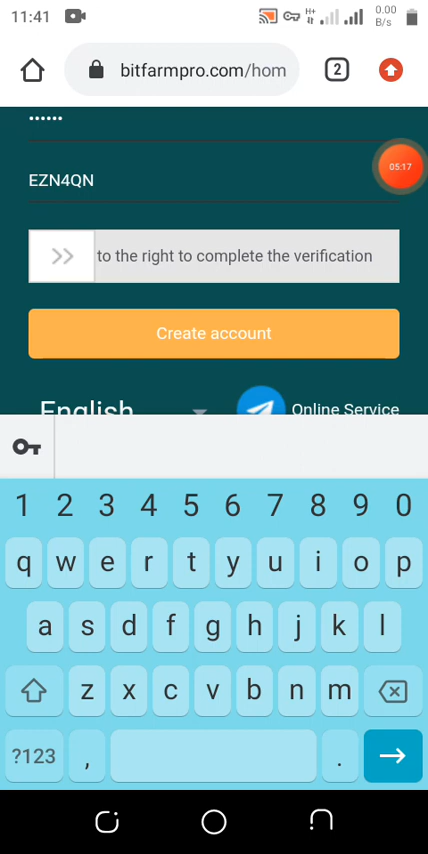 11:41 H+ 0.00 B/s
bitfarmpro.com/hom 2
••••••
05:17
EZN4QN
to the right to complete the verification
Create account
English Online Service
1 2 3 4 5 6 7 8 9 0
q w e r t y u i o p
a s d f g h j k l
z x c v b n m
?123 , .